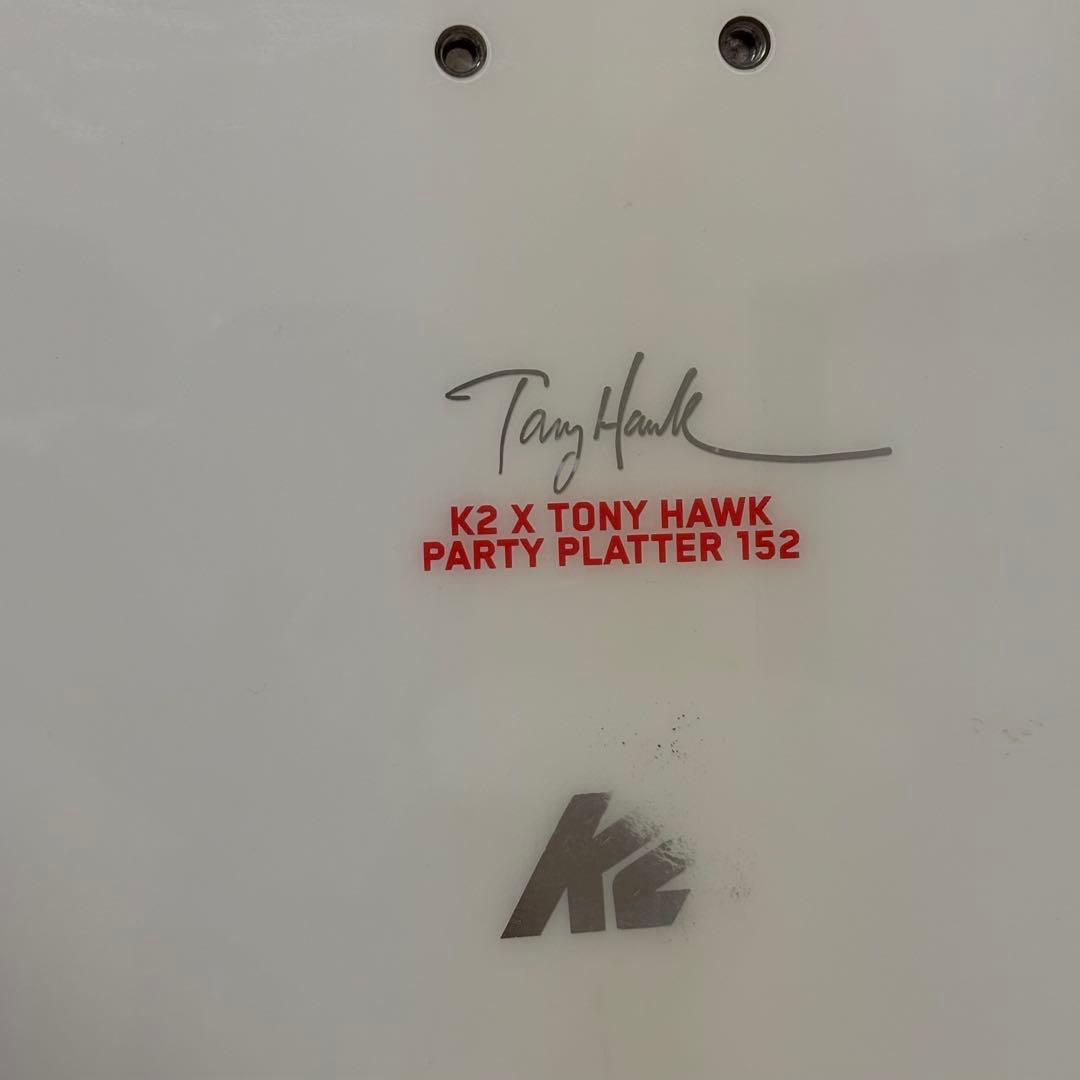 Tony Hawk
K2 X TONY HAWK
PARTY PLATTER 152
K2